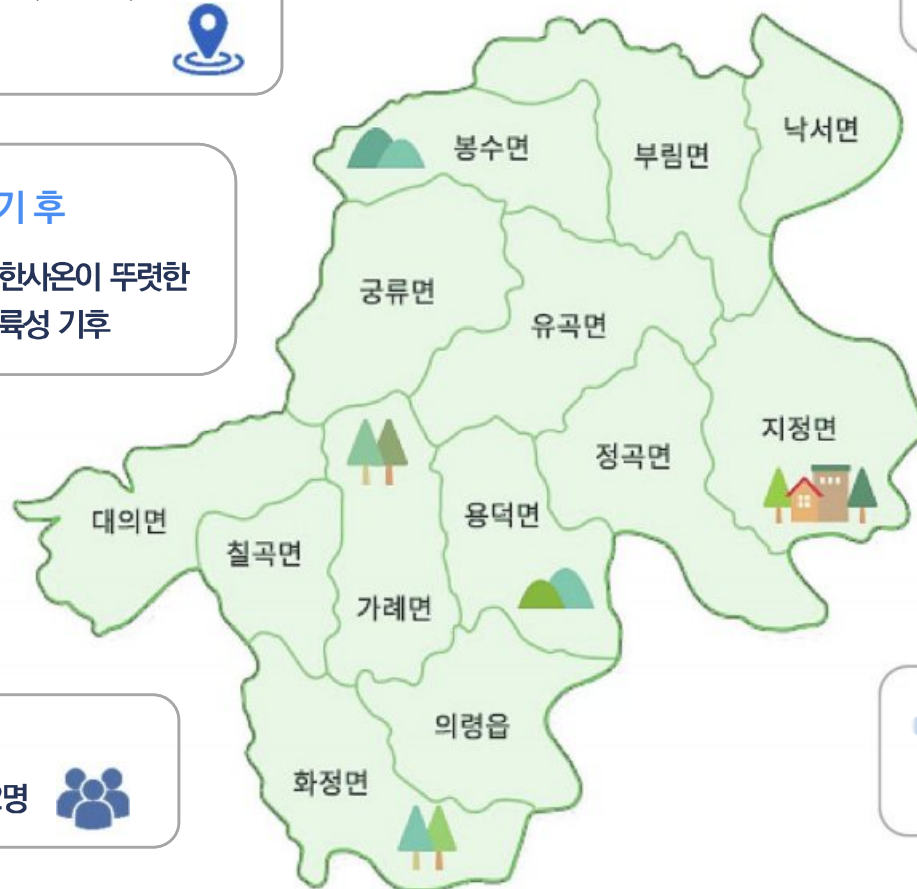 기 후
한사온이 뚜렷한
륙성 기후
명
봉수면
부림면
낙서면
궁류면
유곡면
지정면
정곡면
대의면
칠곡면
용덕면
가례면
의령읍
화정면